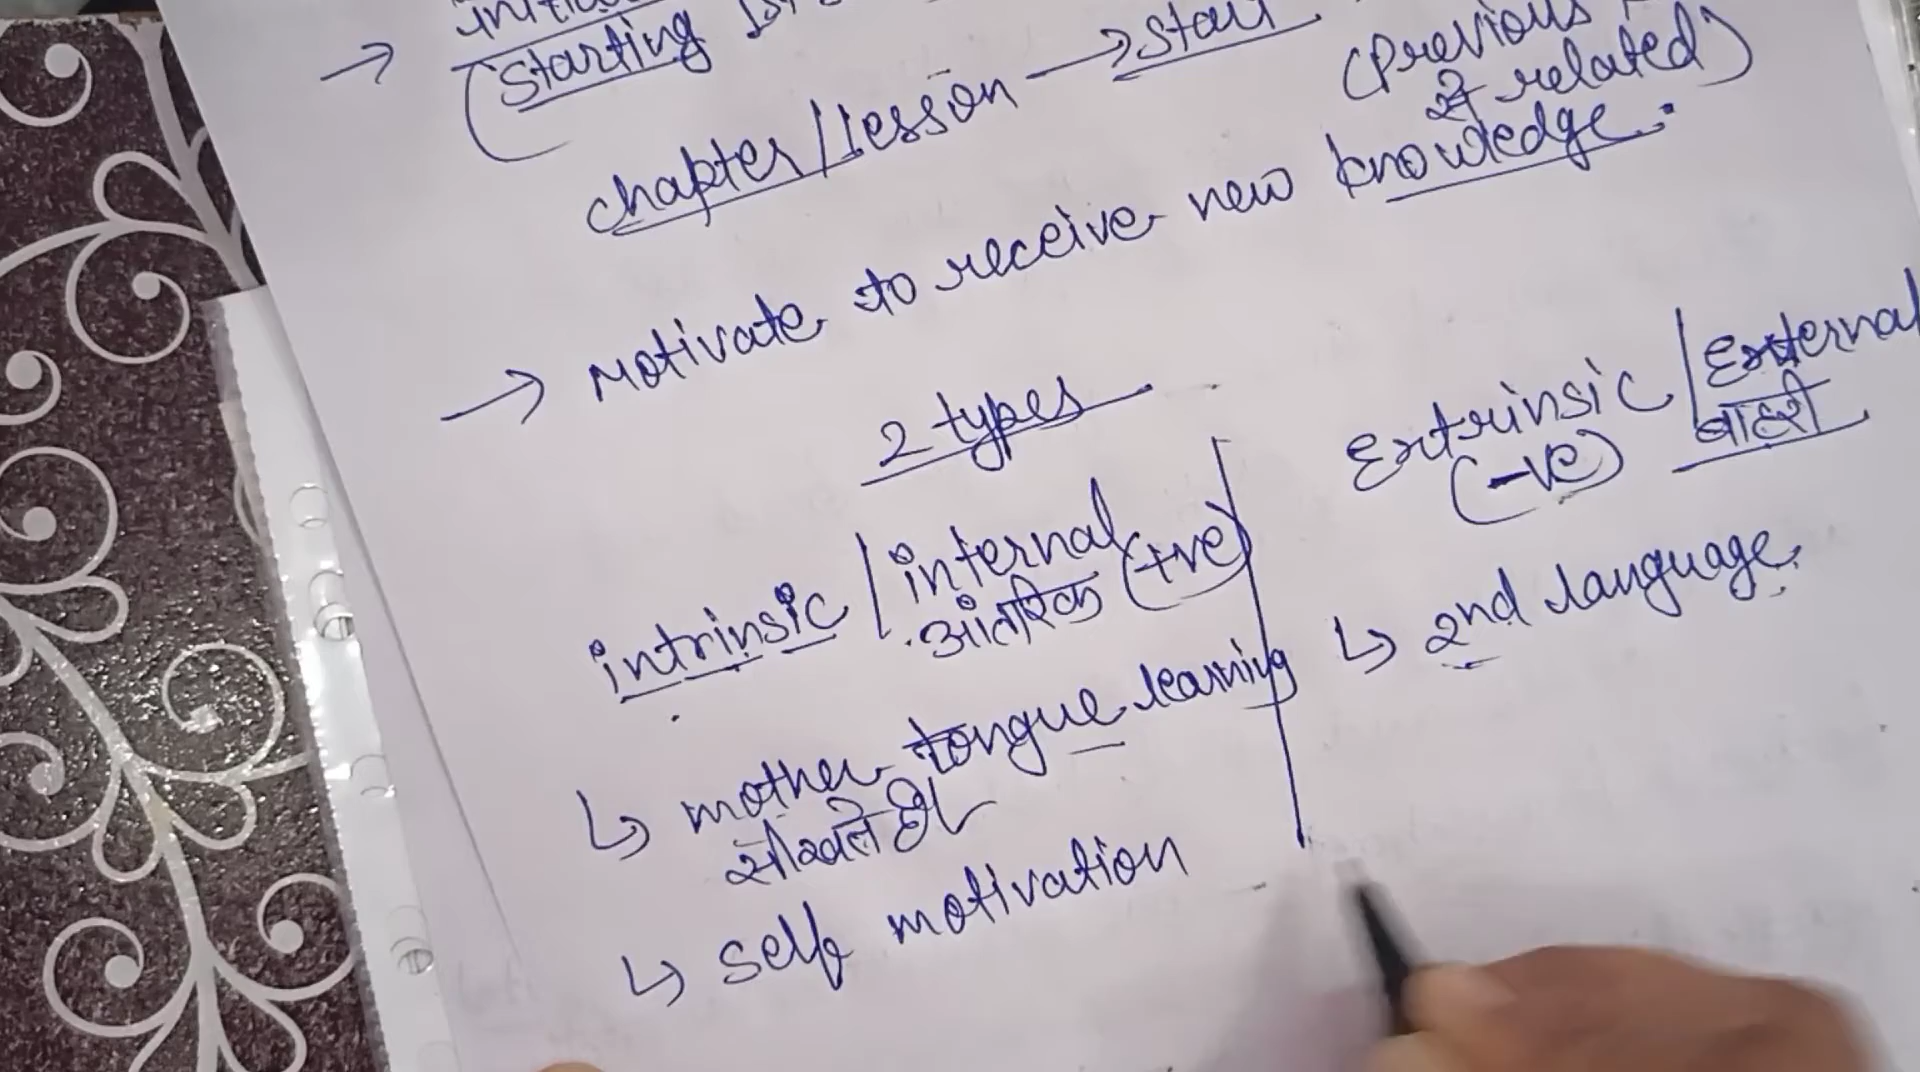 →
(Starting
chapter/lesson → start
(Previous
से related)
→ Motivate to receive new knowledge.
2 types
intrinsic / internal (+ve)
आंतरिक
Extrinsic / External
(-ve) बाहरी
↳ mother tongue learning
सीखते है
↳ self motivation
↳ 2nd language